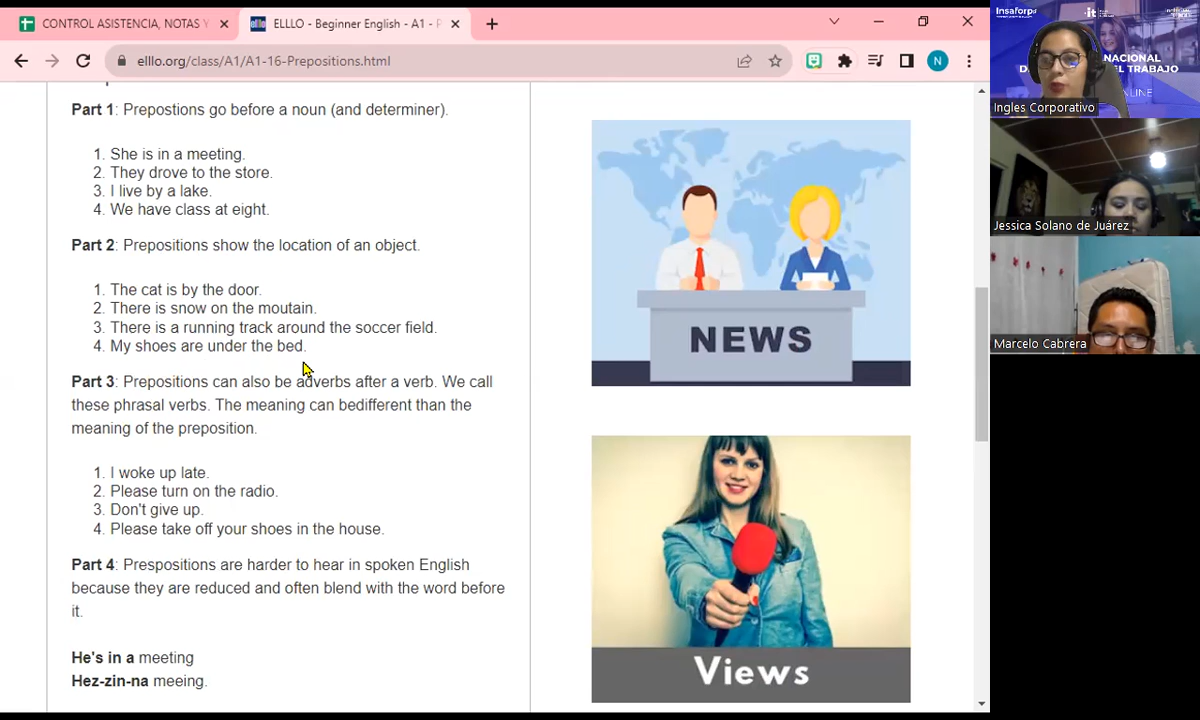 CONTROL ASISTENCIA, NOTAS Y
ELLLO - Beginner English - A1 - P
elllo.org/class/A1/A1-16-Prepositions.html
N
Part 1: Prepostions go before a noun (and determiner).
1. She is in a meeting.
2. They drove to the store.
3. I live by a lake.
4. We have class at eight.
Part 2: Prepositions show the location of an object.
1. The cat is by the door.
2. There is snow on the moutain.
3. There is a running track around the soccer field.
4. My shoes are under the bed.
Part 3: Prepositions can also be adverbs after a verb. We call
these phrasal verbs. The meaning can bedifferent than the
meaning of the preposition.
1. I woke up late.
2. Please turn on the radio.
3. Don't give up.
4. Please take off your shoes in the house.
Part 4: Prespositions are harder to hear in spoken English
because they are reduced and often blend with the word before
it.
He's in a meeting
Hez-zin-na meeing.
NEWS
Views
Insaforp
NACIONAL
EL TRABAJO
Ingles Corporativo
Jessica Solano de Juárez
Marcelo Cabrera